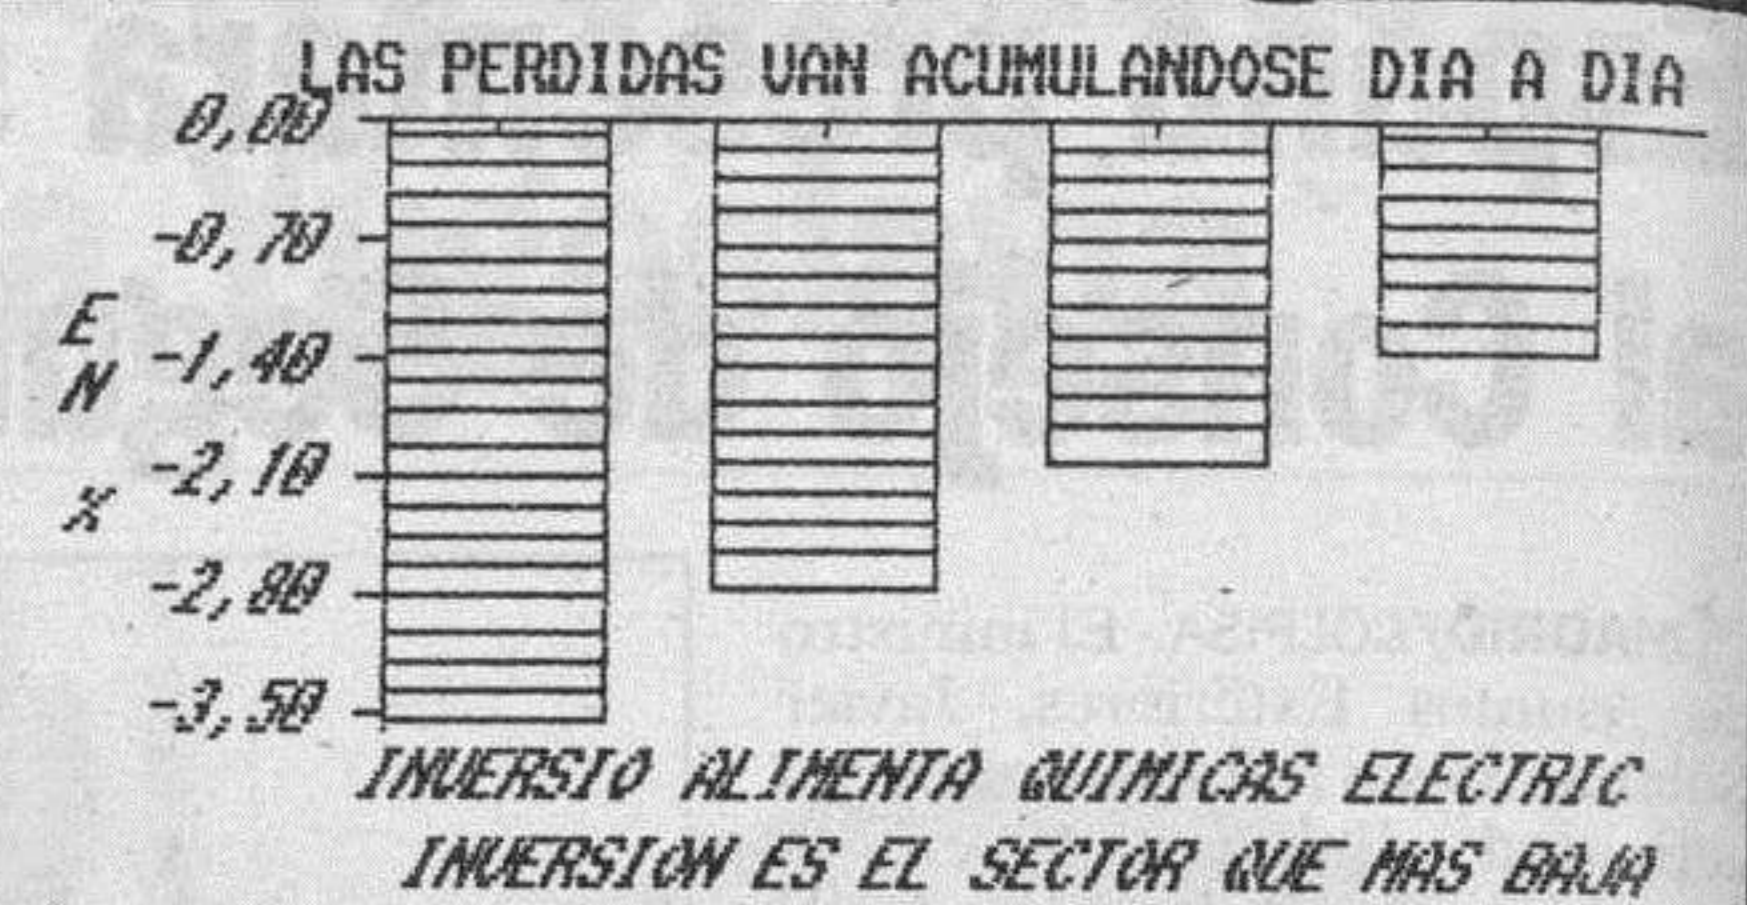 LAS PERDIDAS VAN ACUMULANDOSE DIA A DIA
0,00
-0,70
-1,40
-2,10
-2,80
-3,50
EN %
INVERSIO ALIMENTA QUIMICAS ELECTRIC
INVERSION ES EL SECTOR QUE MAS BAJA